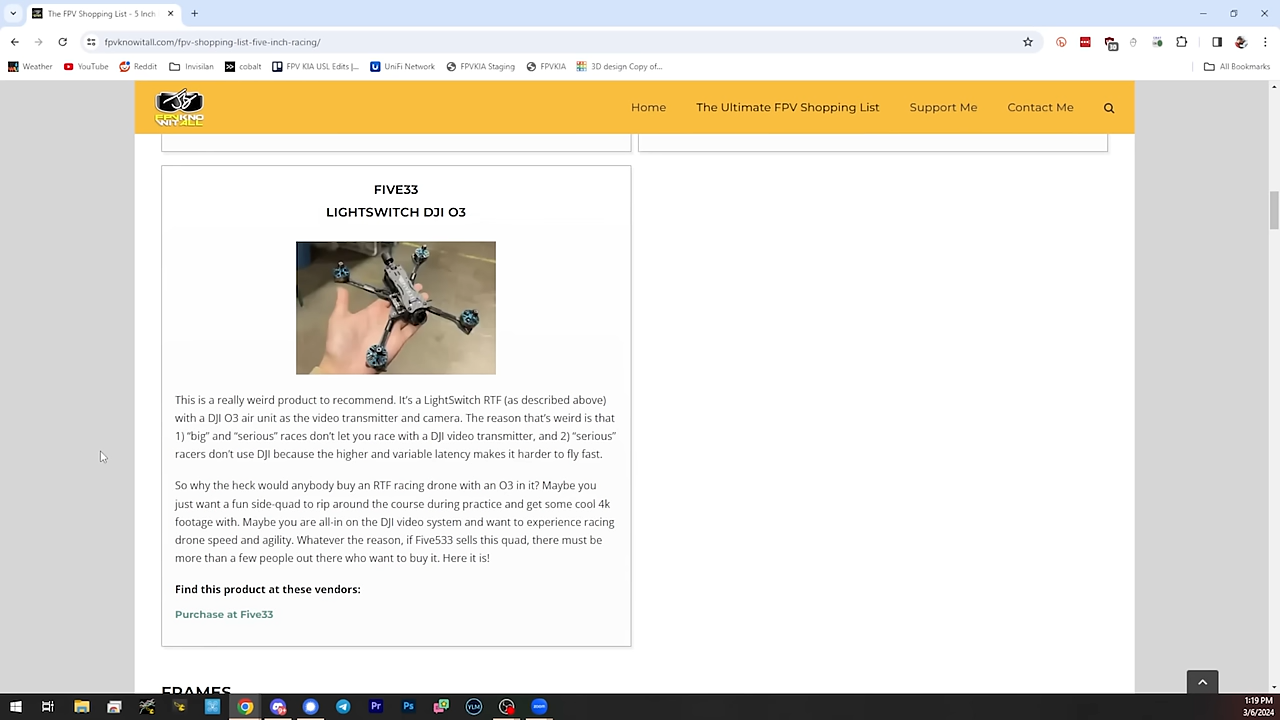 The FPV Shopping List - 5 Inch
fpvknowitall.com/fpv-shopping-list-five-inch-racing/
Weather YouTube Reddit Invisilan cobalt FPV KIA USL Edits |... UniFi Network FPVKIA Staging FPVKIA 3D design Copy of... All Bookmarks
FPVKNO
WITALL
Home The Ultimate FPV Shopping List Support Me Contact Me
FIVE33
LIGHTSWITCH DJI O3
This is a really weird product to recommend. It's a LightSwitch RTF (as described above)
with a DJI O3 air unit as the video transmitter and camera. The reason that's weird is that
1) “big” and “serious” races don't let you race with a DJI video transmitter, and 2) “serious”
racers don't use DJI because the higher and variable latency makes it harder to fly fast.
So why the heck would anybody buy an RTF racing drone with an O3 in it? Maybe you
just want a fun side-quad to rip around the course during practice and get some cool 4k
footage with. Maybe you are all-in on the DJI video system and want to experience racing
drone speed and agility. Whatever the reason, if Five533 sells this quad, there must be
more than a few people out there who want to buy it. Here it is!
Find this product at these vendors:
Purchase at Five33
FRAMES
Pr Ps YLM zoom
1:19 PM
3/6/2024